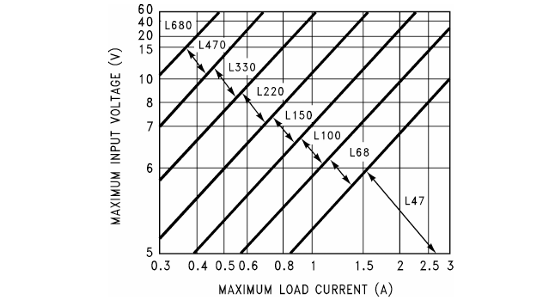 60
40
20
15
10
8
7
6
5
MAXIMUM INPUT VOLTAGE (V)
L680
L470
L330
L220
L150
L100
L68
L47
0.3 0.4 0.5 0.6 0.8 1 1.5 2 2.5 3
MAXIMUM LOAD CURRENT (A)